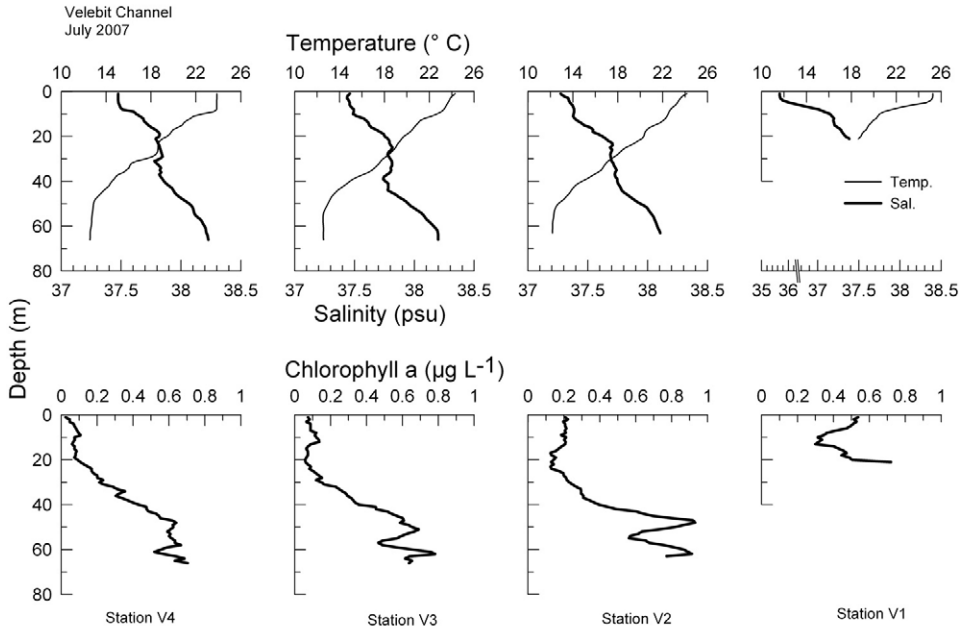 Velebit Channel
July 2007
Temperature (° C)
10 14 18 22 26
10 14 18 22 26
10 14 18 22 26
10 14 18 22 26
0
20
40
60
80
Temp.
Sal.
37 37.5 38 38.5
37 37.5 38 38.5
37 37.5 38 38.5
35 36 37 37.5 38 38.5
Salinity (psu)
Depth (m)
Chlorophyll a (µg L-1)
0 0.2 0.4 0.6 0.8 1
0 0.2 0.4 0.6 0.8 1
0 0.2 0.4 0.6 0.8 1
0 0.2 0.4 0.6 0.8 1
0
20
40
60
80
Station V4
Station V3
Station V2
Station V1